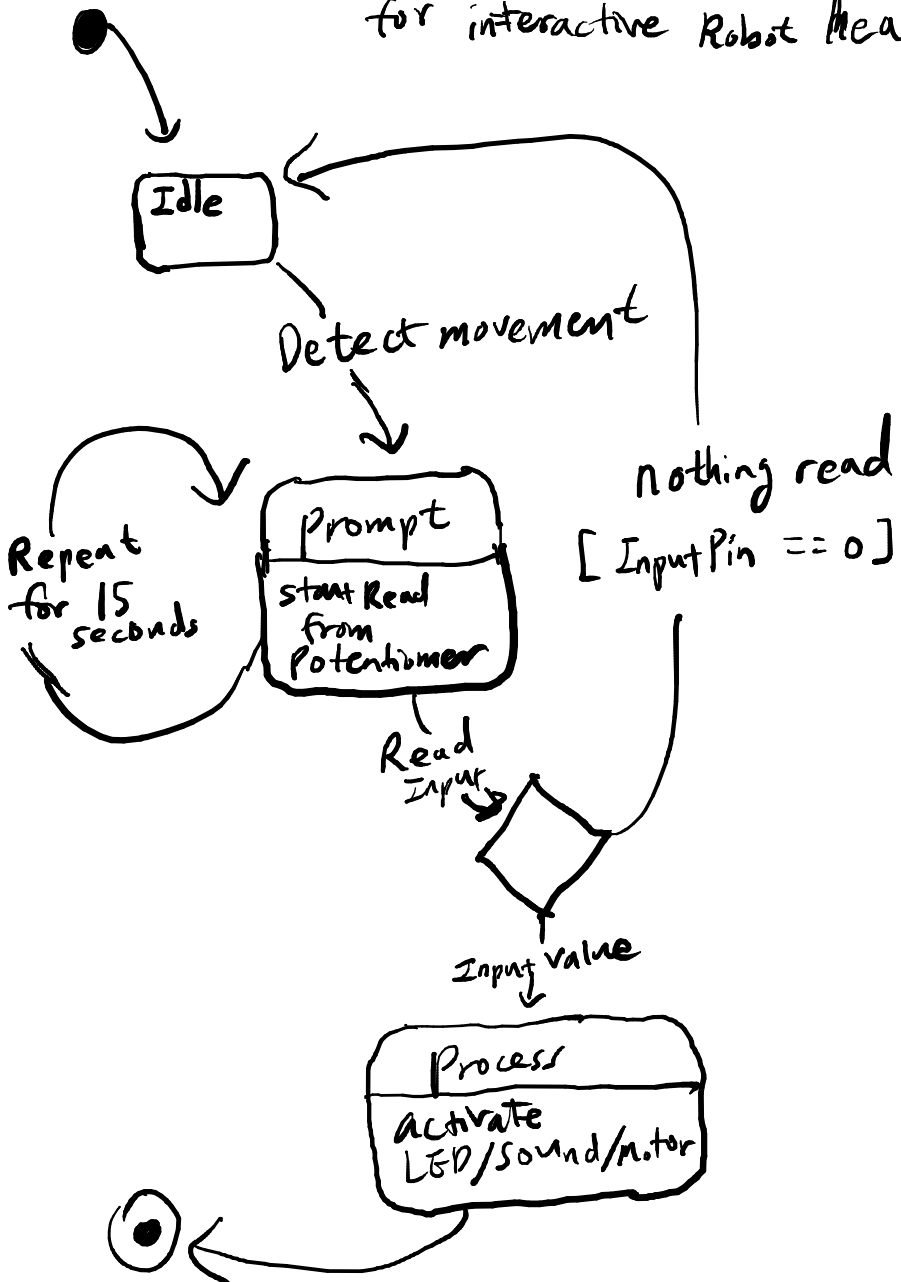 for interactive Robot Hea
Idle
Detect movement
nothing read
[InputPin == 0]
Prompt
start Read
from
Potentiomer
Repeat
for 15
seconds
Read
Input
Input value
Process
activate
LED/Sound/motor